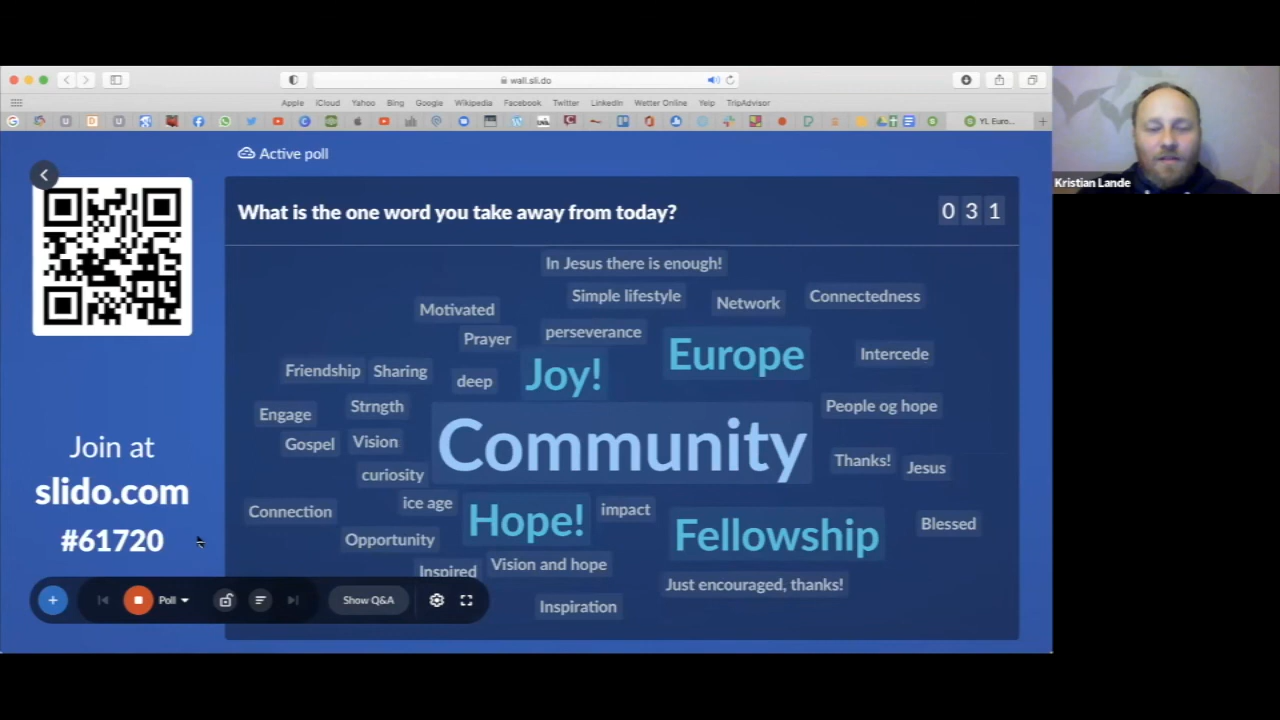 wall.sli.do
Apple iCloud Yahoo Bing Google Wikipedia Facebook Twitter LinkedIn Wetter Online Yelp TripAdvisor
YL Euro...
Active poll
What is the one word you take away from today?
031
In Jesus there is enough!
Simple lifestyle
Network
Connectedness
Motivated
Prayer
perseverance
Joy!
Europe
Intercede
Friendship
Sharing
deep
Engage
Strngth
People og hope
Gospel
Vision
Community
curiosity
Thanks!
Jesus
Connection
ice age
Hope!
impact
Fellowship
Blessed
Opportunity
Inspired
Vision and hope
Just encouraged, thanks!
Inspiration
Join at
slido.com
#61720
Poll
Show Q&A
Kristian Lande